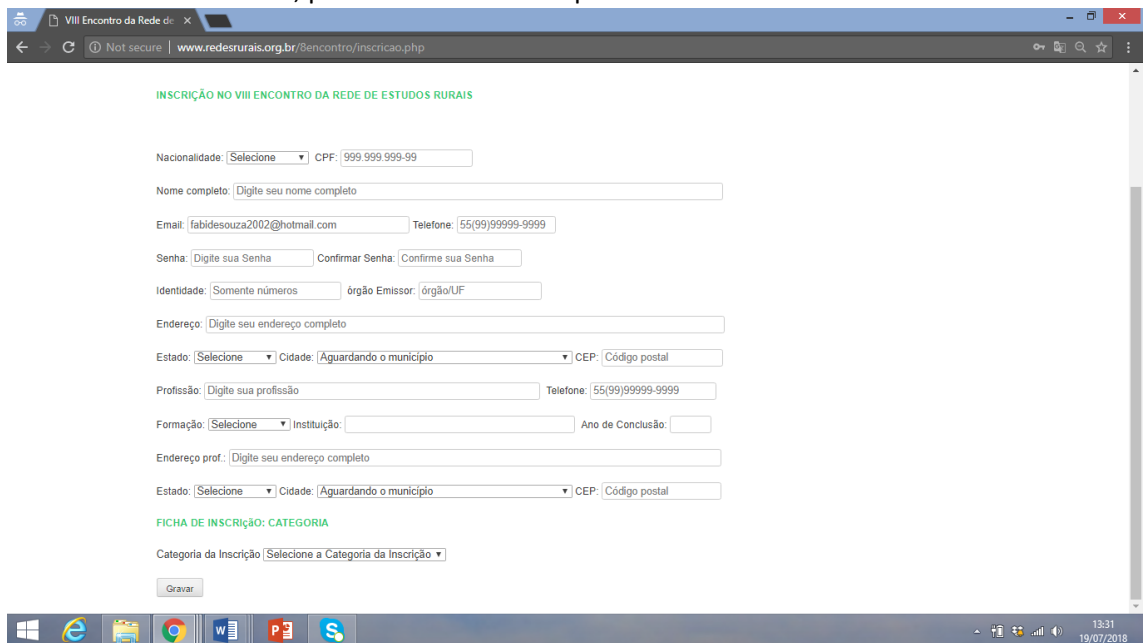 VIII Encontro da Rede de
Not secure | www.redesrurais.org.br/8encontro/inscricao.php
INSCRIÇÃO NO VIII ENCONTRO DA REDE DE ESTUDOS RURAIS
Nacionalidade: Selecione CPF: 999.999.999-99
Nome completo: Digite seu nome completo
Email: fabidesouza2002@hotmail.com Telefone: 55(99)99999-9999
Senha: Digite sua Senha Confirmar Senha: Confirme sua Senha
Identidade: Somente números órgão Emissor: órgão/UF
Endereço: Digite seu endereço completo
Estado: Selecione Cidade: Aguardando o município CEP: Código postal
Profissão: Digite sua profissão Telefone: 55(99)99999-9999
Formação: Selecione Instituição: Ano de Conclusão:
Endereço prof.: Digite seu endereço completo
Estado: Selecione Cidade: Aguardando o município CEP: Código postal
FICHA DE INSCRIçãO: CATEGORIA
Categoria da Inscrição Selecione a Categoria da Inscrição
Gravar
13:31
19/07/2018